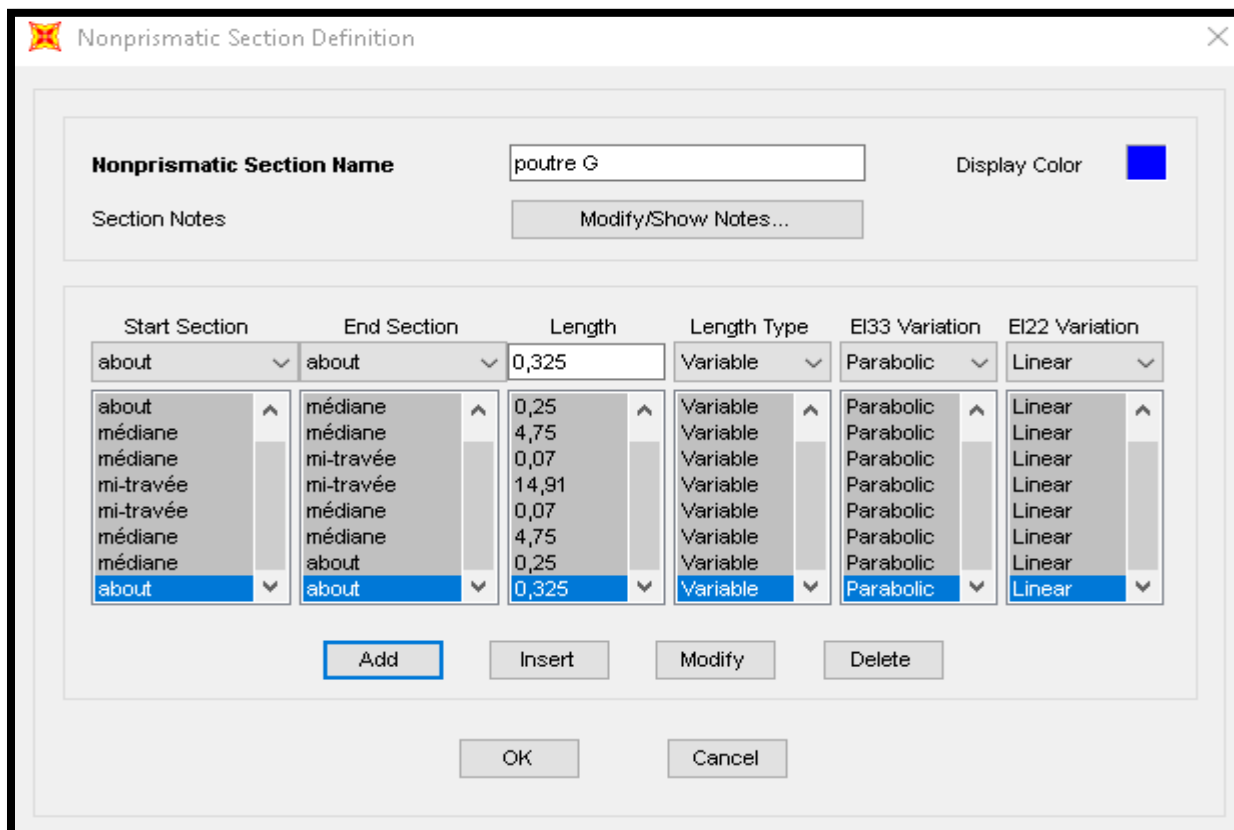 Nonprismatic Section Definition
Nonprismatic Section Name poutre G Display Color
Section Notes Modify/Show Notes...
Start Section End Section Length Length Type EI33 Variation EI22 Variation
about about 0,325 Variable Parabolic Linear
about médiane 0,25 Variable Parabolic Linear
médiane médiane 4,75 Variable Parabolic Linear
médiane mi-travée 0,07 Variable Parabolic Linear
mi-travée mi-travée 14,91 Variable Parabolic Linear
mi-travée médiane 0,07 Variable Parabolic Linear
médiane médiane 4,75 Variable Parabolic Linear
médiane about 0,25 Variable Parabolic Linear
about about 0,325 Variable Parabolic Linear
Add Insert Modify Delete
OK Cancel